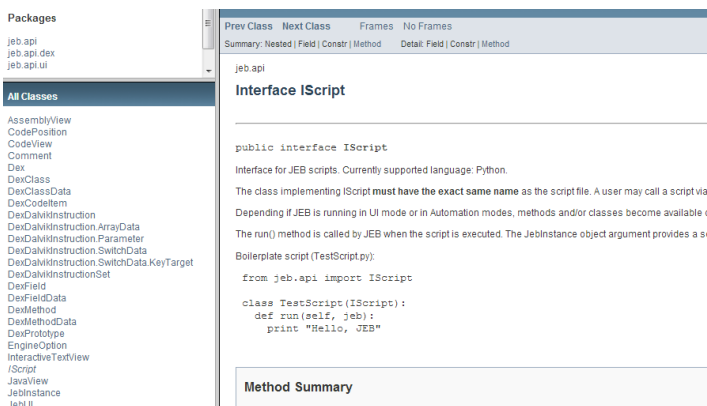 Packages
jeb.api
jeb.api.dex
jeb.api.ui
All Classes
AssemblyView
CodePosition
CodeView
Comment
Dex
DexClass
DexClassData
DexCodeItem
DexDalvikInstruction
DexDalvikInstruction.ArrayData
DexDalvikInstruction.Parameter
DexDalvikInstruction.SwitchData
DexDalvikInstruction.SwitchData.KeyTarget
DexDalvikInstructionSet
DexField
DexFieldData
DexMethod
DexMethodData
DexPrototype
EngineOption
InteractiveTextView
IScript
JavaView
JebInstance
JebUI
Prev Class Next Class Frames No Frames
Summary: Nested | Field | Constr | Method Detail: Field | Constr | Method
jeb.api
Interface IScript
public interface IScript
Interface for JEB scripts. Currently supported language: Python.
The class implementing IScript must have the exact same name as the script file. A user may call a script via
Depending if JEB is running in UI mode or in Automation modes, methods and/or classes become available
The run() method is called by JEB when the script is executed. The JebInstance object argument provides a
Boilerplate script (TestScript.py):
from jeb.api import IScript
class TestScript(IScript):
def run(self, jeb):
print "Hello, JEB"
Method Summary